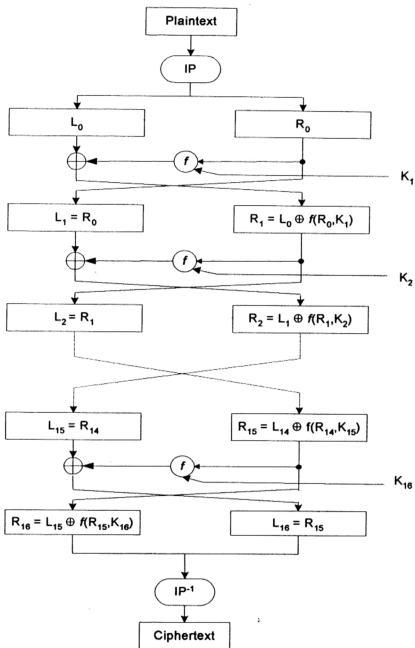 Plaintext
IP
L₀
R₀
f
K₁
L₁ = R₀
R₁ = L₀ ⊕ f(R₀,K₁)
f
K₂
L₂ = R₁
R₂ = L₁ ⊕ f(R₁,K₂)
L₁₅ = R₁₄
R₁₅ = L₁₄ ⊕ f(R₁₄,K₁₅)
f
K₁₆
R₁₆ = L₁₅ ⊕ f(R₁₅,K₁₆)
L₁₆ = R₁₅
IP⁻¹
Ciphertext